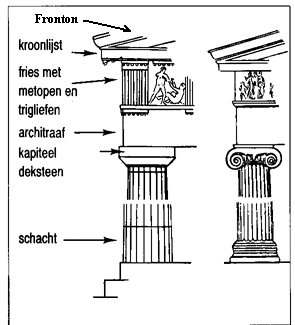 Fronton
kroonlijst
fries met
metopen en
trigliefen
architraaf
kapiteel
deksteen
schacht